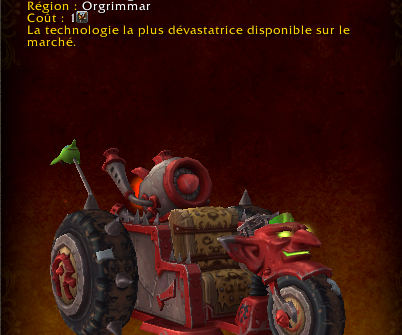 Région : Orgrimmar
Coût : 1
La technologie la plus dévastatrice disponible sur le
marché.